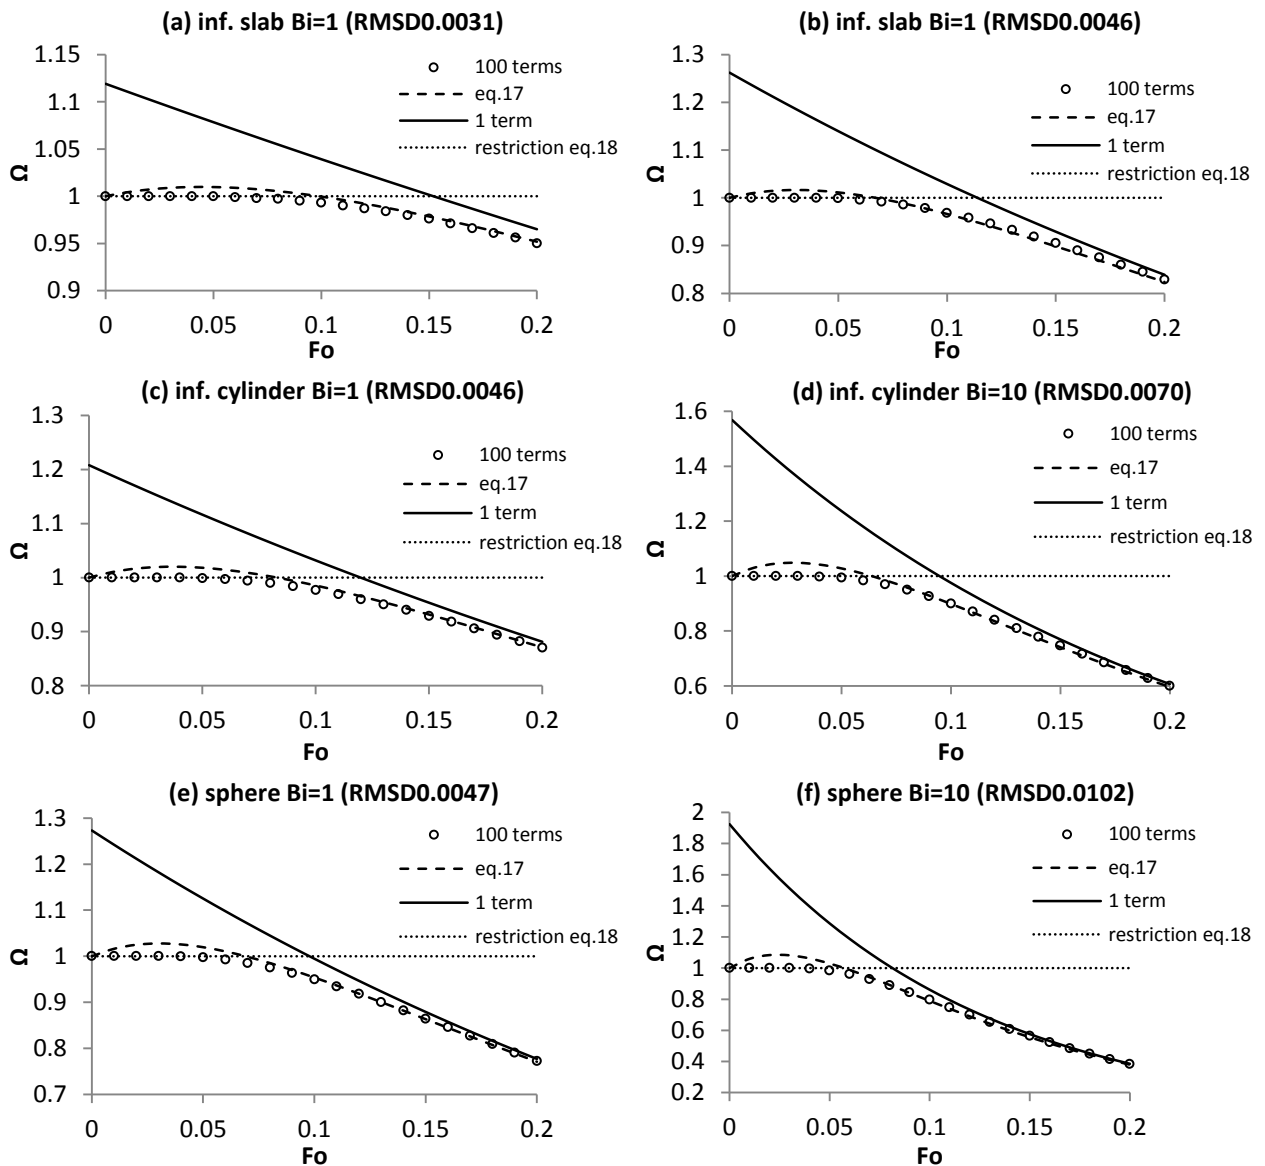 (a) inf. slab Bi=1 (RMSD0.0031)
1.15
1.1
1.05
1
0.95
0.9
Ω
0 0.05 0.1 0.15 0.2
Fo
100 terms
eq.17
1 term
restriction eq.18
(b) inf. slab Bi=1 (RMSD0.0046)
1.3
1.2
1.1
1
0.9
0.8
Ω
0 0.05 0.1 0.15 0.2
Fo
100 terms
eq.17
1 term
restriction eq.18
(c) inf. cylinder Bi=1 (RMSD0.0046)
1.3
1.2
1.1
1
0.9
0.8
Ω
0 0.05 0.1 0.15 0.2
Fo
100 terms
eq.17
1 term
restriction eq.18
(d) inf. cylinder Bi=10 (RMSD0.0070)
1.6
1.4
1.2
1
0.8
0.6
Ω
0 0.05 0.1 0.15 0.2
Fo
100 terms
eq.17
1 term
restriction eq.18
(e) sphere Bi=1 (RMSD0.0047)
1.3
1.2
1.1
1
0.9
0.8
0.7
Ω
0 0.05 0.1 0.15 0.2
Fo
100 terms
eq.17
1 term
restriction eq.18
(f) sphere Bi=10 (RMSD0.0102)
2
1.8
1.6
1.4
1.2
1
0.8
0.6
0.4
0.2
Ω
0 0.05 0.1 0.15 0.2
Fo
100 terms
eq.17
1 term
restriction eq.18